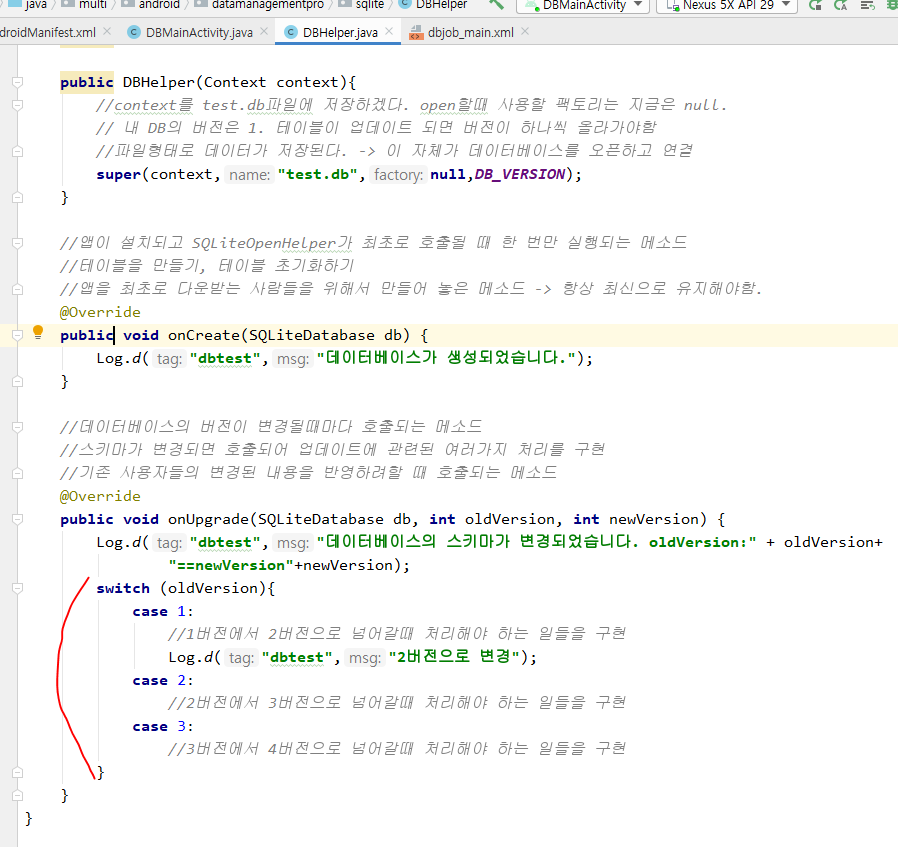 java multi android datamanagementpro sqlite DBHelper DBMainActivity Nexus 5X API 29
droidManifest.xml DBMainActivity.java DBHelper.java dbjob_main.xml
public DBHelper(Context context){
//context를 test.db파일에 저장하겠다. open할때 사용할 팩토리는 지금은 null.
// 내 DB의 버전은 1. 테이블이 업데이트 되면 버전이 하나씩 올라가야함
//파일형태로 데이터가 저장된다. -> 이 자체가 데이터베이스를 오픈하고 연결
super(context, name: "test.db", factory: null,DB_VERSION);
}
//앱이 설치되고 SQLiteOpenHelper가 최초로 호출될 때 한 번만 실행되는 메소드
//테이블을 만들기, 테이블 초기화하기
//앱을 최초로 다운받는 사람들을 위해서 만들어 놓은 메소드 -> 항상 최신으로 유지해야함.
@Override
public void onCreate(SQLiteDatabase db) {
Log.d( tag: "dbtest", msg: "데이터베이스가 생성되었습니다.");
}
//데이터베이스의 버전이 변경될때마다 호출되는 메소드
//스키마가 변경되면 호출되어 업데이트에 관련된 여러가지 처리를 구현
//기존 사용자들의 변경된 내용을 반영하려할 때 호출되는 메소드
@Override
public void onUpgrade(SQLiteDatabase db, int oldVersion, int newVersion) {
Log.d( tag: "dbtest", msg: "데이터베이스의 스키마가 변경되었습니다. oldVersion:" + oldVersion+
"==newVersion"+newVersion);
switch (oldVersion){
case 1:
//1버전에서 2버전으로 넘어갈때 처리해야 하는 일들을 구현
Log.d( tag: "dbtest", msg: "2버전으로 변경");
case 2:
//2버전에서 3버전으로 넘어갈때 처리해야 하는 일들을 구현
case 3:
//3버전에서 4버전으로 넘어갈때 처리해야 하는 일들을 구현
}
}
}